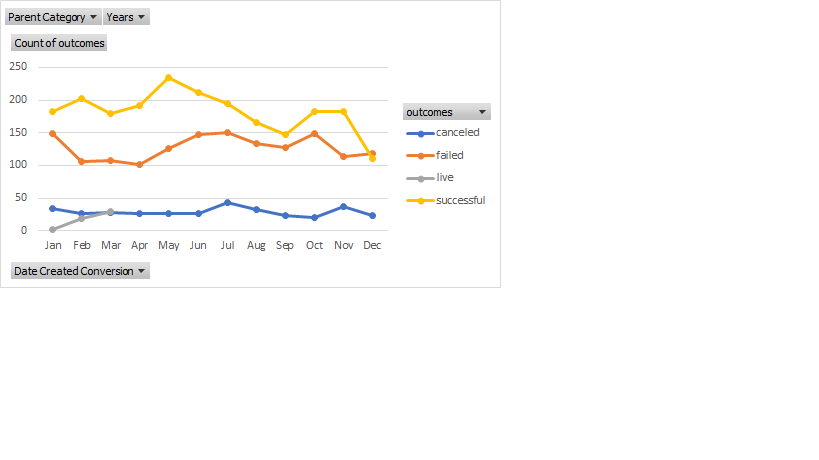 Parent Category Years
Count of outcomes
250
200
150
100
50
0
Jan Feb Mar Apr May Jun Jul Aug Sep Oct Nov Dec
outcomes
canceled
failed
live
successful
Date Created Conversion